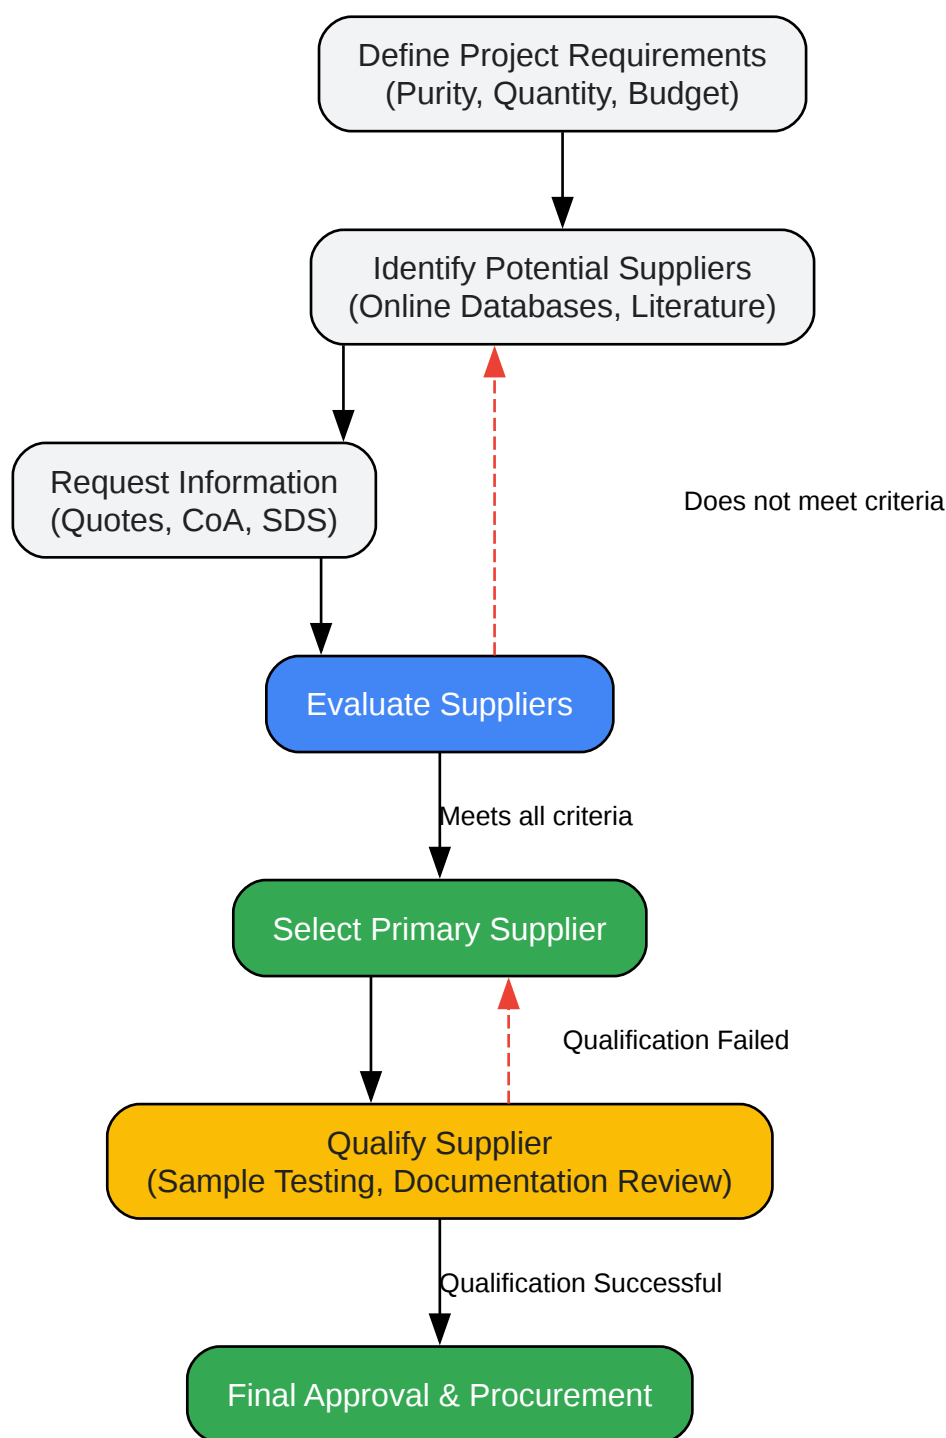 Define Project Requirements
(Purity, Quantity, Budget)
Identify Potential Suppliers
(Online Databases, Literature)
Request Information
(Quotes, CoA, SDS)
Does not meet criteria
Evaluate Suppliers
Meets all criteria
Select Primary Supplier
Qualification Failed
Qualify Supplier
(Sample Testing, Documentation Review)
Qualification Successful
Final Approval & Procurement